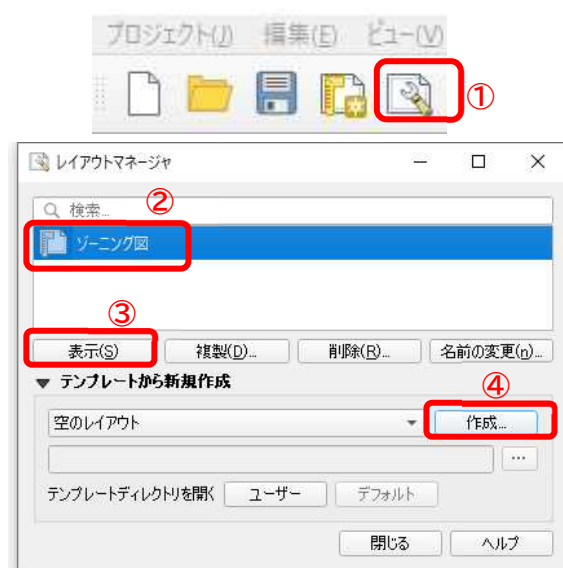 プロジェクト(J) 編集(E) ビュー(V)
①
レイアウトマネージャ
検索...
②
ゾーニング図
③
表示(S) 複製(D)... 削除(R)... 名前の変更(n)...
▼ テンプレートから新規作成
④
空のレイアウト 作成...
...
テンプレートディレクトリを開く ユーザー デフォルト
閉じる ヘルプ